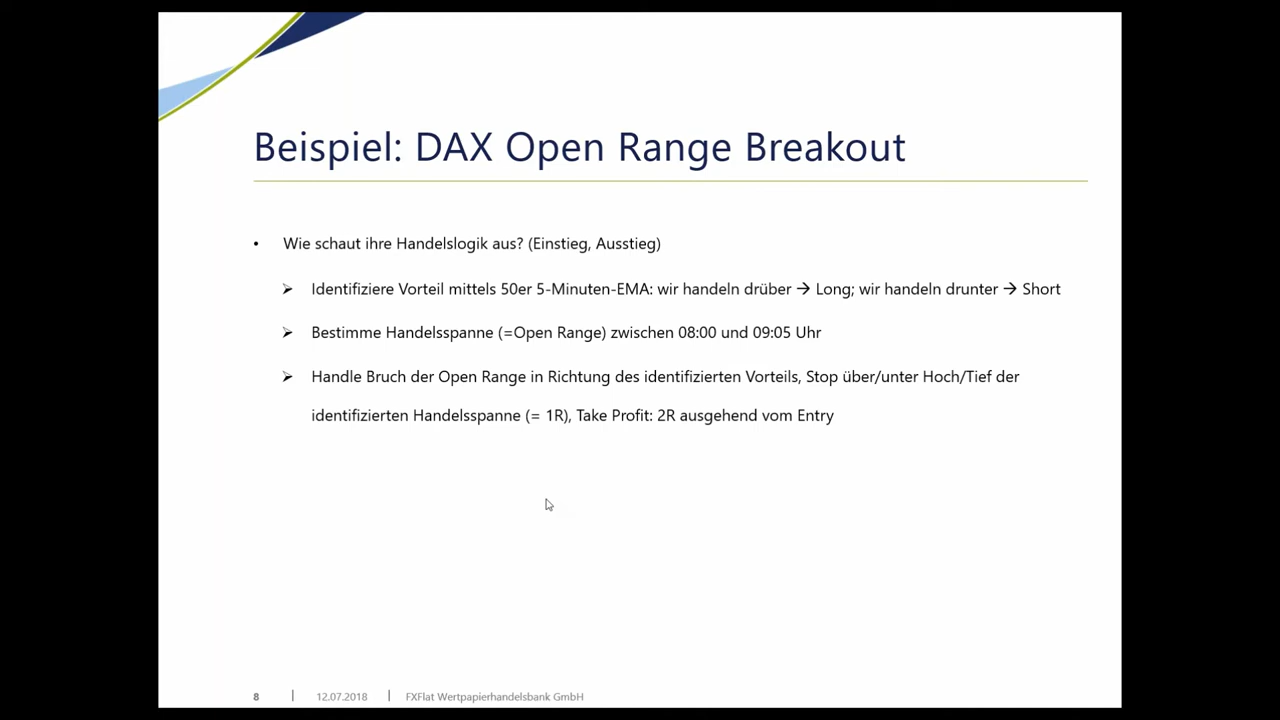 Beispiel: DAX Open Range Breakout
• Wie schaut ihre Handelslogik aus? (Einstieg, Ausstieg)
➢ Identifiziere Vorteil mittels 50er 5-Minuten-EMA: wir handeln drüber → Long; wir handeln drunter → Short
➢ Bestimme Handelsspanne (=Open Range) zwischen 08:00 und 09:05 Uhr
➢ Handle Bruch der Open Range in Richtung des identifizierten Vorteils, Stop über/unter Hoch/Tief der
identifizierten Handelsspanne (= 1R), Take Profit: 2R ausgehend vom Entry
8 | 12.07.2018 | FXFlat Wertpapierhandelsbank GmbH